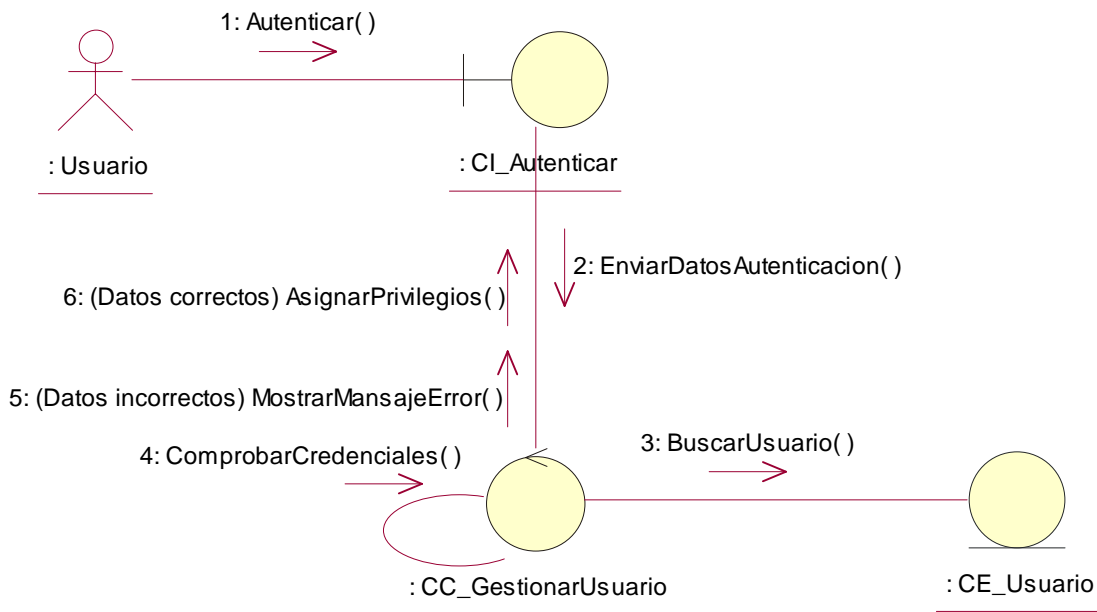 1: Autenticar( )
: Usuario
: CI_Autenticar
2: EnviarDatosAutenticacion( )
6: (Datos correctos) AsignarPrivilegios( )
5: (Datos incorrectos) MostrarMansajeError( )
4: ComprobarCredenciales( )
3: BuscarUsuario( )
: CC_GestionarUsuario
: CE_Usuario